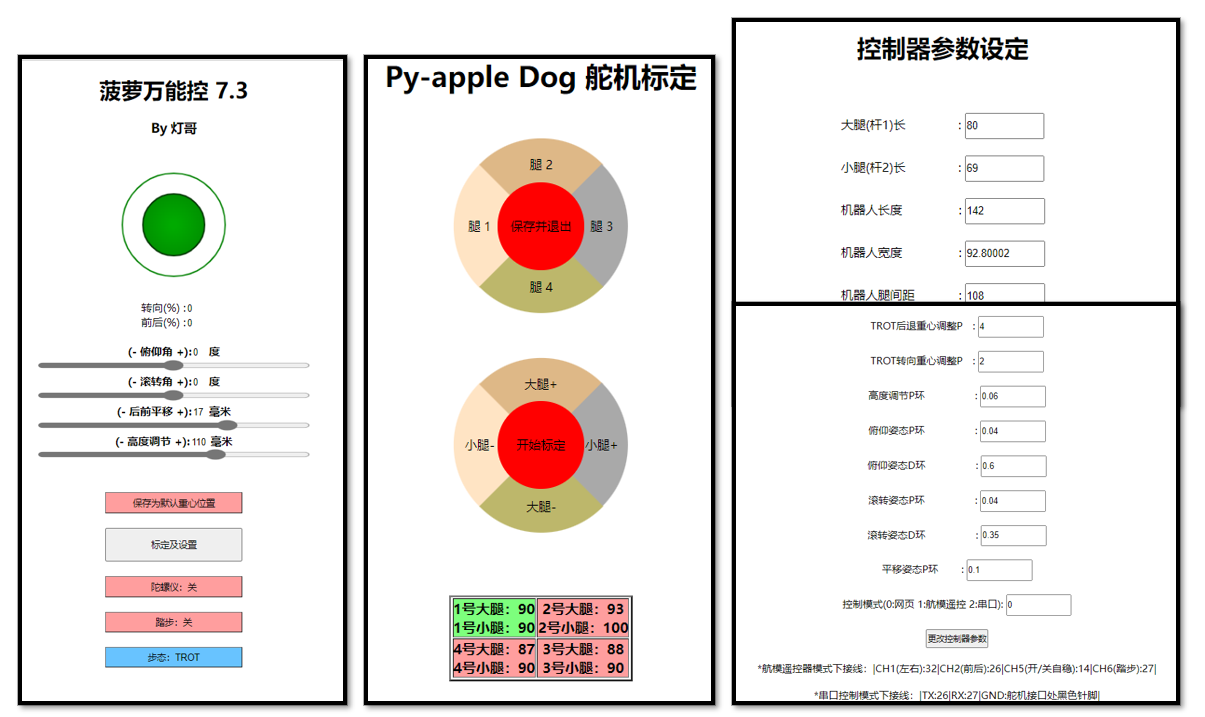 菠萝万能控 7.3
By 灯哥
转向(%) :0
前后(%) :0
(- 俯仰角 +):0 度
(- 滚转角 +):0 度
(- 后前平移 +):17 毫米
(- 高度调节 +):110 毫米
保存为默认重心位置
标定及设置
陀螺仪：关
踏步：关
步态：TROT
Py-apple Dog 舵机标定
腿 2
腿 1
保存并退出
腿 3
腿 4
大腿+
小腿-
开始标定
小腿+
大腿-
1号大腿：90 2号大腿：93
1号小腿：90 2号小腿：100
4号大腿：87 3号大腿：88
4号小腿：90 3号小腿：90
控制器参数设定
大腿(杆1)长 : 80
小腿(杆2)长 : 69
机器人长度 : 142
机器人宽度 : 92.80002
机器人腿间距 : 108
TROT后退重心调整P : 4
TROT转向重心调整P : 2
高度调节P环 : 0.06
俯仰姿态P环 : 0.04
俯仰姿态D环 : 0.6
滚转姿态P环 : 0.04
滚转姿态D环 : 0.35
平移姿态P环 : 0.1
控制模式(0:网页 1:航模遥控 2:串口): 0
更改控制器参数
*航模遥控器模式下接线：|CH1(左右):32|CH2(前后):26|CH5(开/关自稳):14|CH6(踏步):27|
*串口控制模式下接线：|TX:26|RX:27|GND:舵机接口处黑色针脚|